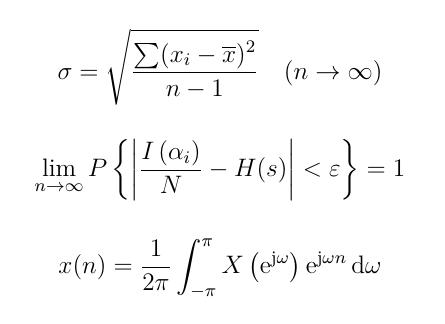 σ = √(∑(xᵢ − x̅)² / (n − 1)) (n → ∞)
lim_{n→∞} P {| I (αᵢ) / N − H(s) | < ε} = 1
x(n) = 1 / 2π ∫_{−π}^{π} X (e^{jω}) e^{jωn} dω